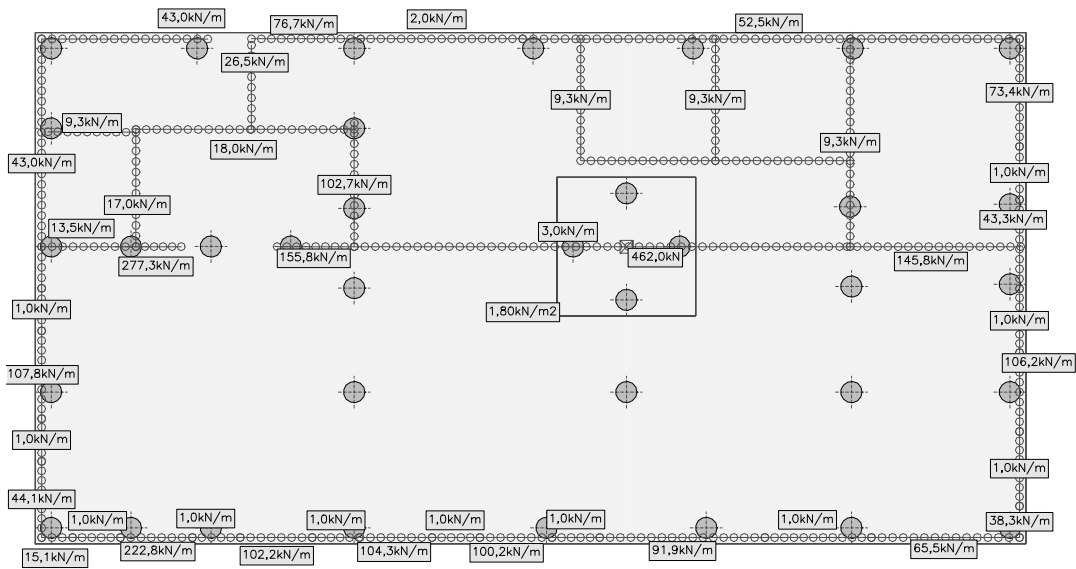 43,0kN/m
76,7kN/m
2,0kN/m
52,5kN/m
26,5kN/m
9,3kN/m
9,3kN/m
73,4kN/m
9,3kN/m
18,0kN/m
9,3kN/m
43,0kN/m
1,0kN/m
102,7kN/m
17,0kN/m
43,3kN/m
13,5kN/m
3,0kN/m
277,3kN/m
155,8kN/m
462,0kN
145,8kN/m
1,0kN/m
1,80kN/m2
1,0kN/m
107,8kN/m
106,2kN/m
1,0kN/m
1,0kN/m
44,1kN/m
1,0kN/m
1,0kN/m
1,0kN/m
1,0kN/m
1,0kN/m
1,0kN/m
38,3kN/m
15,1kN/m
222,8kN/m
102,2kN/m
104,3kN/m
100,2kN/m
91,9kN/m
65,5kN/m